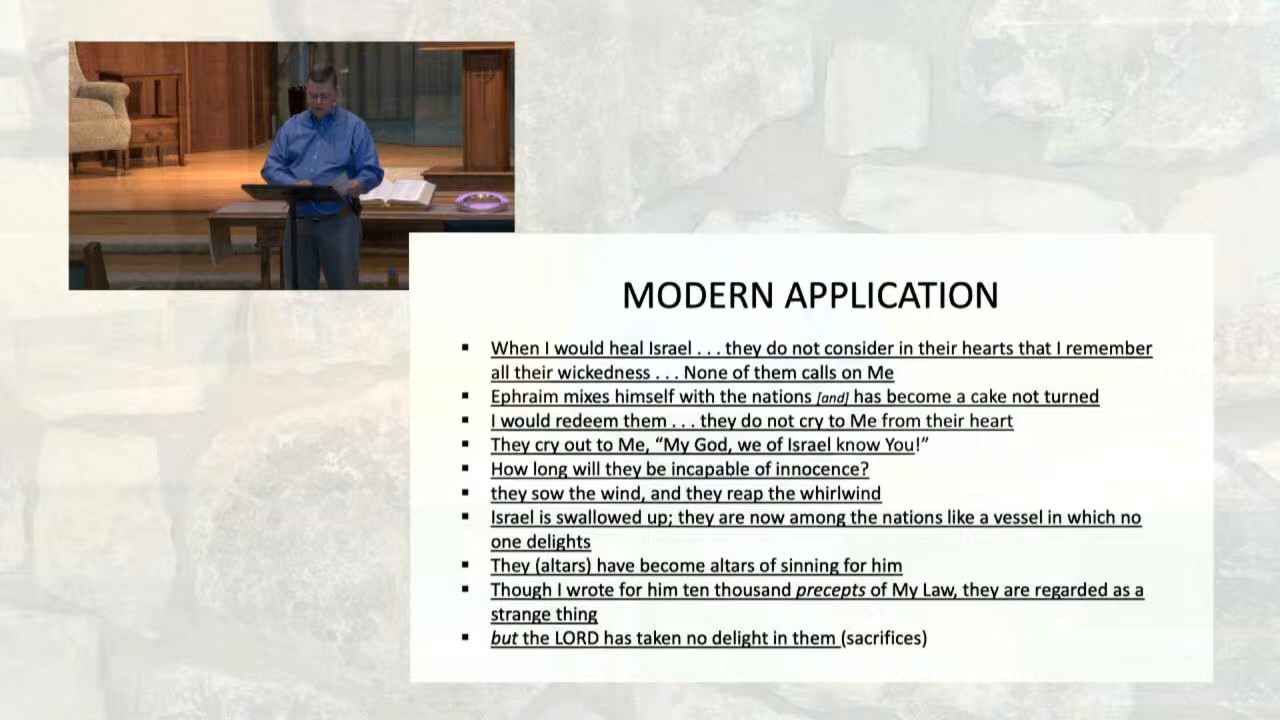 MODERN APPLICATION
▪ When I would heal Israel . . . they do not consider in their hearts that I remember
all their wickedness . . . None of them calls on Me
▪ Ephraim mixes himself with the nations [and] has become a cake not turned
▪ I would redeem them . . . they do not cry to Me from their heart
▪ They cry out to Me, “My God, we of Israel know You!”
▪ How long will they be incapable of innocence?
▪ they sow the wind, and they reap the whirlwind
▪ Israel is swallowed up; they are now among the nations like a vessel in which no
one delights
▪ They (altars) have become altars of sinning for him
▪ Though I wrote for him ten thousand precepts of My Law, they are regarded as a
strange thing
▪ but the LORD has taken no delight in them (sacrifices)